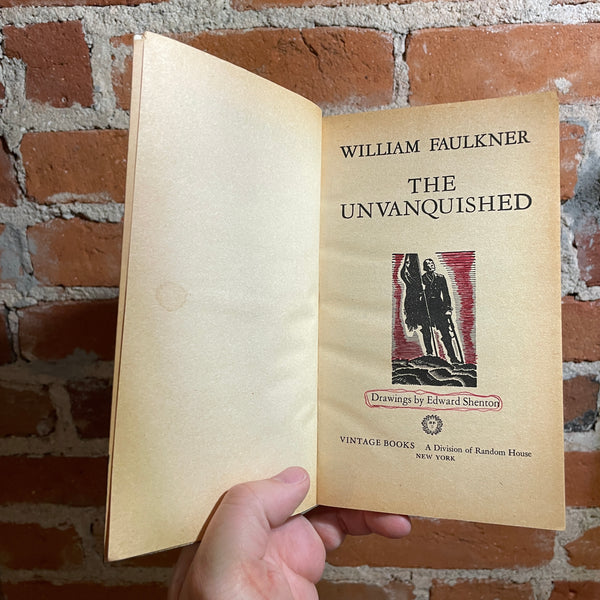 WILLIAM FAULKNER
THE
UNVANQUISHED
Drawings by Edward Shenton
VINTAGE BOOKS A Division of Random House
NEW YORK